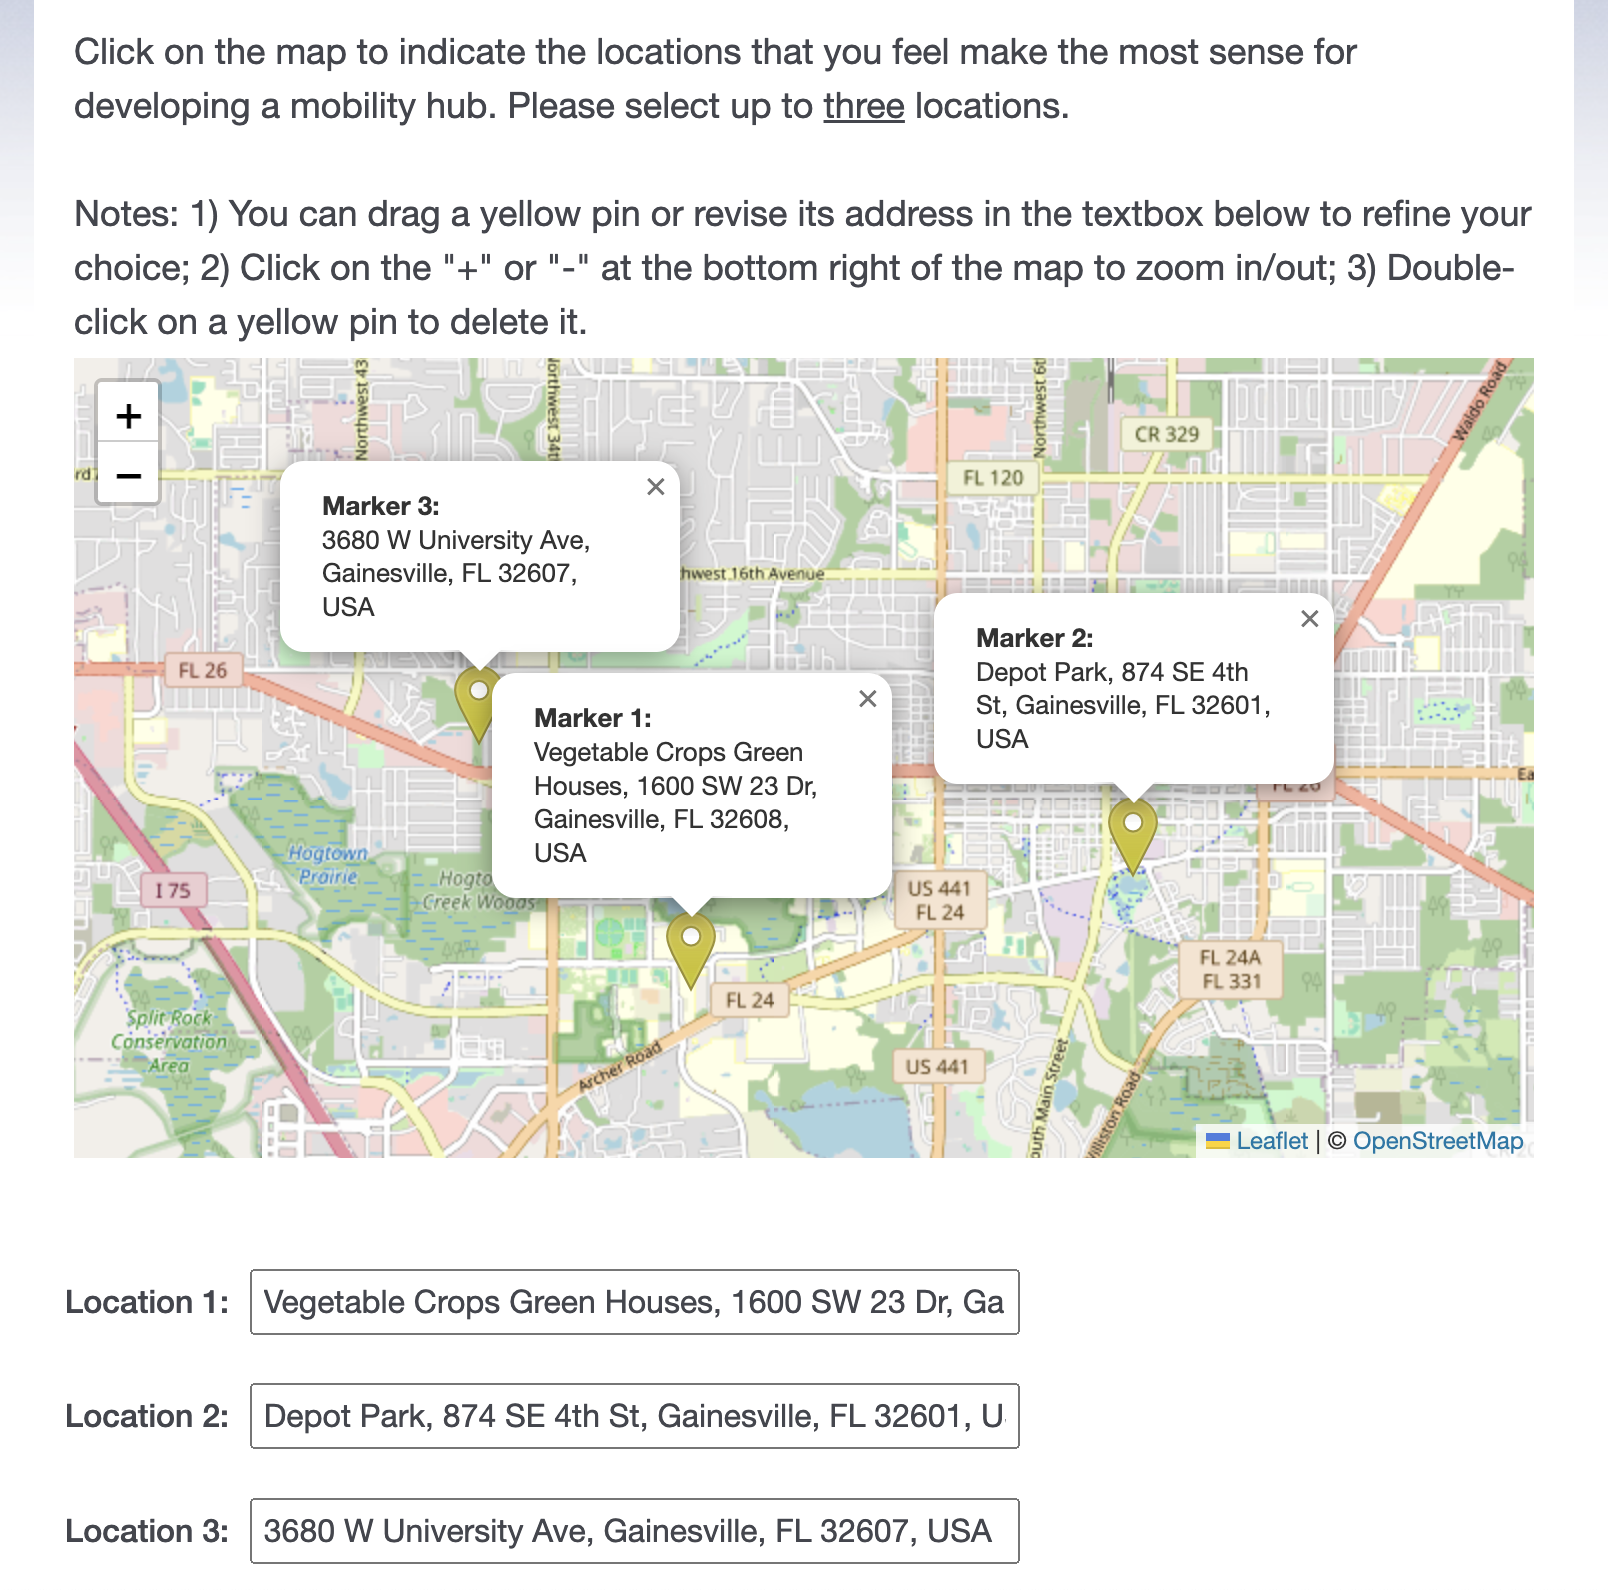 Click on the map to indicate the locations that you feel make the most sense for
developing a mobility hub. Please select up to three locations.
Notes: 1) You can drag a yellow pin or revise its address in the textbox below to refine your
choice; 2) Click on the "+" or "-" at the bottom right of the map to zoom in/out; 3) Double-
click on a yellow pin to delete it.
+
−
Northwest 43
orthwest 34t
Northwest 6t
Waldo Road
CR 329
FL 120
rd
Marker 3:
3680 W University Ave,
Gainesville, FL 32607,
USA
×
hwest 16th Avenue
FL 26
Marker 2:
Depot Park, 874 SE 4th
St, Gainesville, FL 32601,
USA
×
Marker 1:
Vegetable Crops Green
Houses, 1600 SW 23 Dr,
Gainesville, FL 32608,
USA
×
FL 26
Ea
Hogtown
Prairie
I 75
Hogto
Creek Woods
US 441
FL 24
FL 24A
FL 331
FL 24
Split Rock
Conservation
Area
Archer Road
US 441
outh Main Street
illiston Road
Leaflet | © OpenStreetMap
Location 1: Vegetable Crops Green Houses, 1600 SW 23 Dr, Ga
Location 2: Depot Park, 874 SE 4th St, Gainesville, FL 32601, U
Location 3: 3680 W University Ave, Gainesville, FL 32607, USA